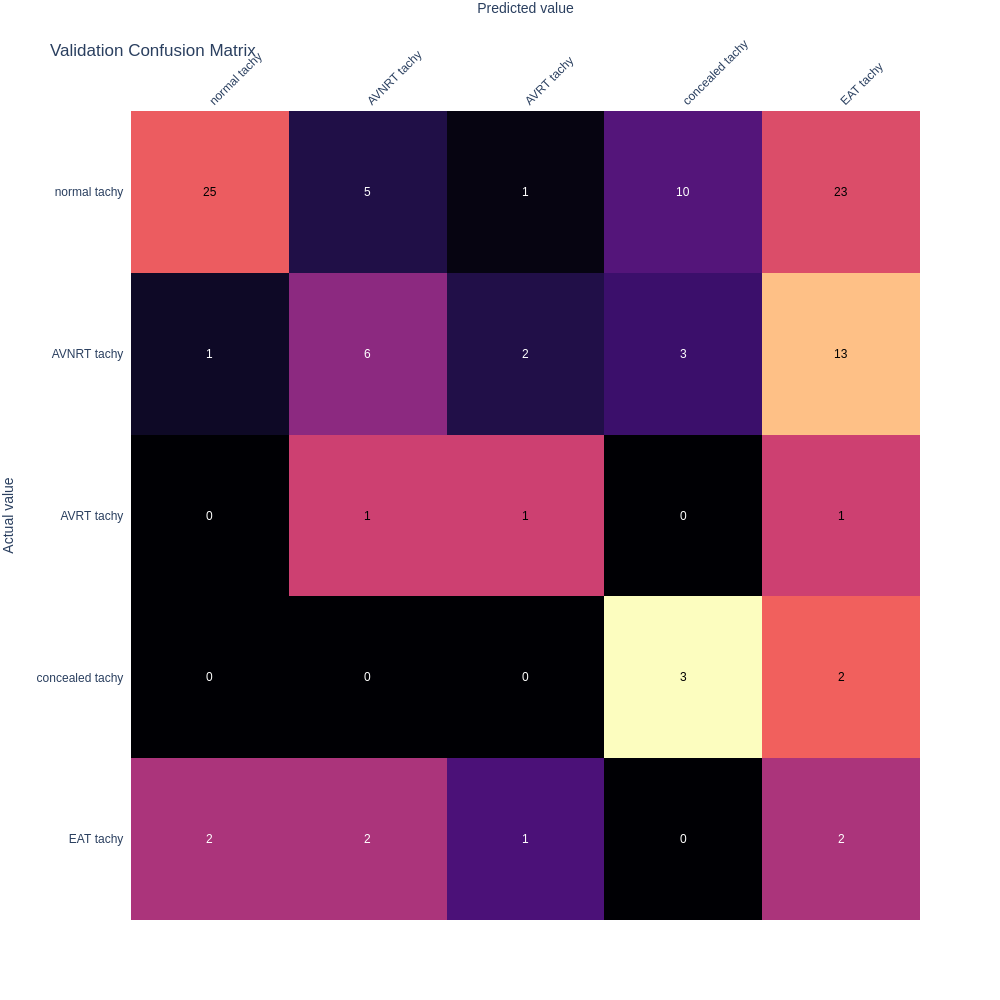 Predicted value
Validation Confusion Matrix
normal tachy AVNRT tachy AVRT tachy concealed tachy EAT tachy
normal tachy 25 5 1 10 23
AVNRT tachy 1 6 2 3 13
AVRT tachy 0 1 1 0 1
concealed tachy 0 0 0 3 2
EAT tachy 2 2 1 0 2
Actual value